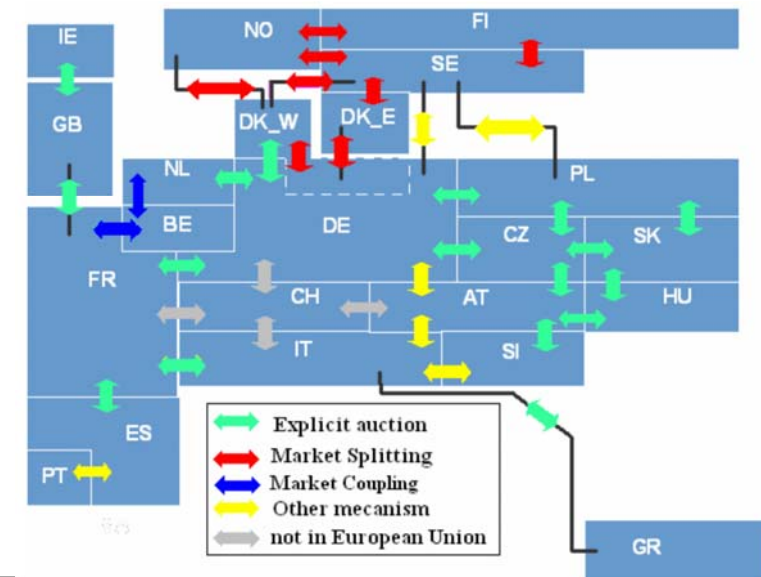 IE
NO
FI
SE
GB
DK_W
DK_E
NL
PL
BE
DE
CZ
SK
FR
CH
AT
HU
IT
SI
ES
PT
Explicit auction
Market Splitting
Market Coupling
Other mecanism
not in European Union
GR